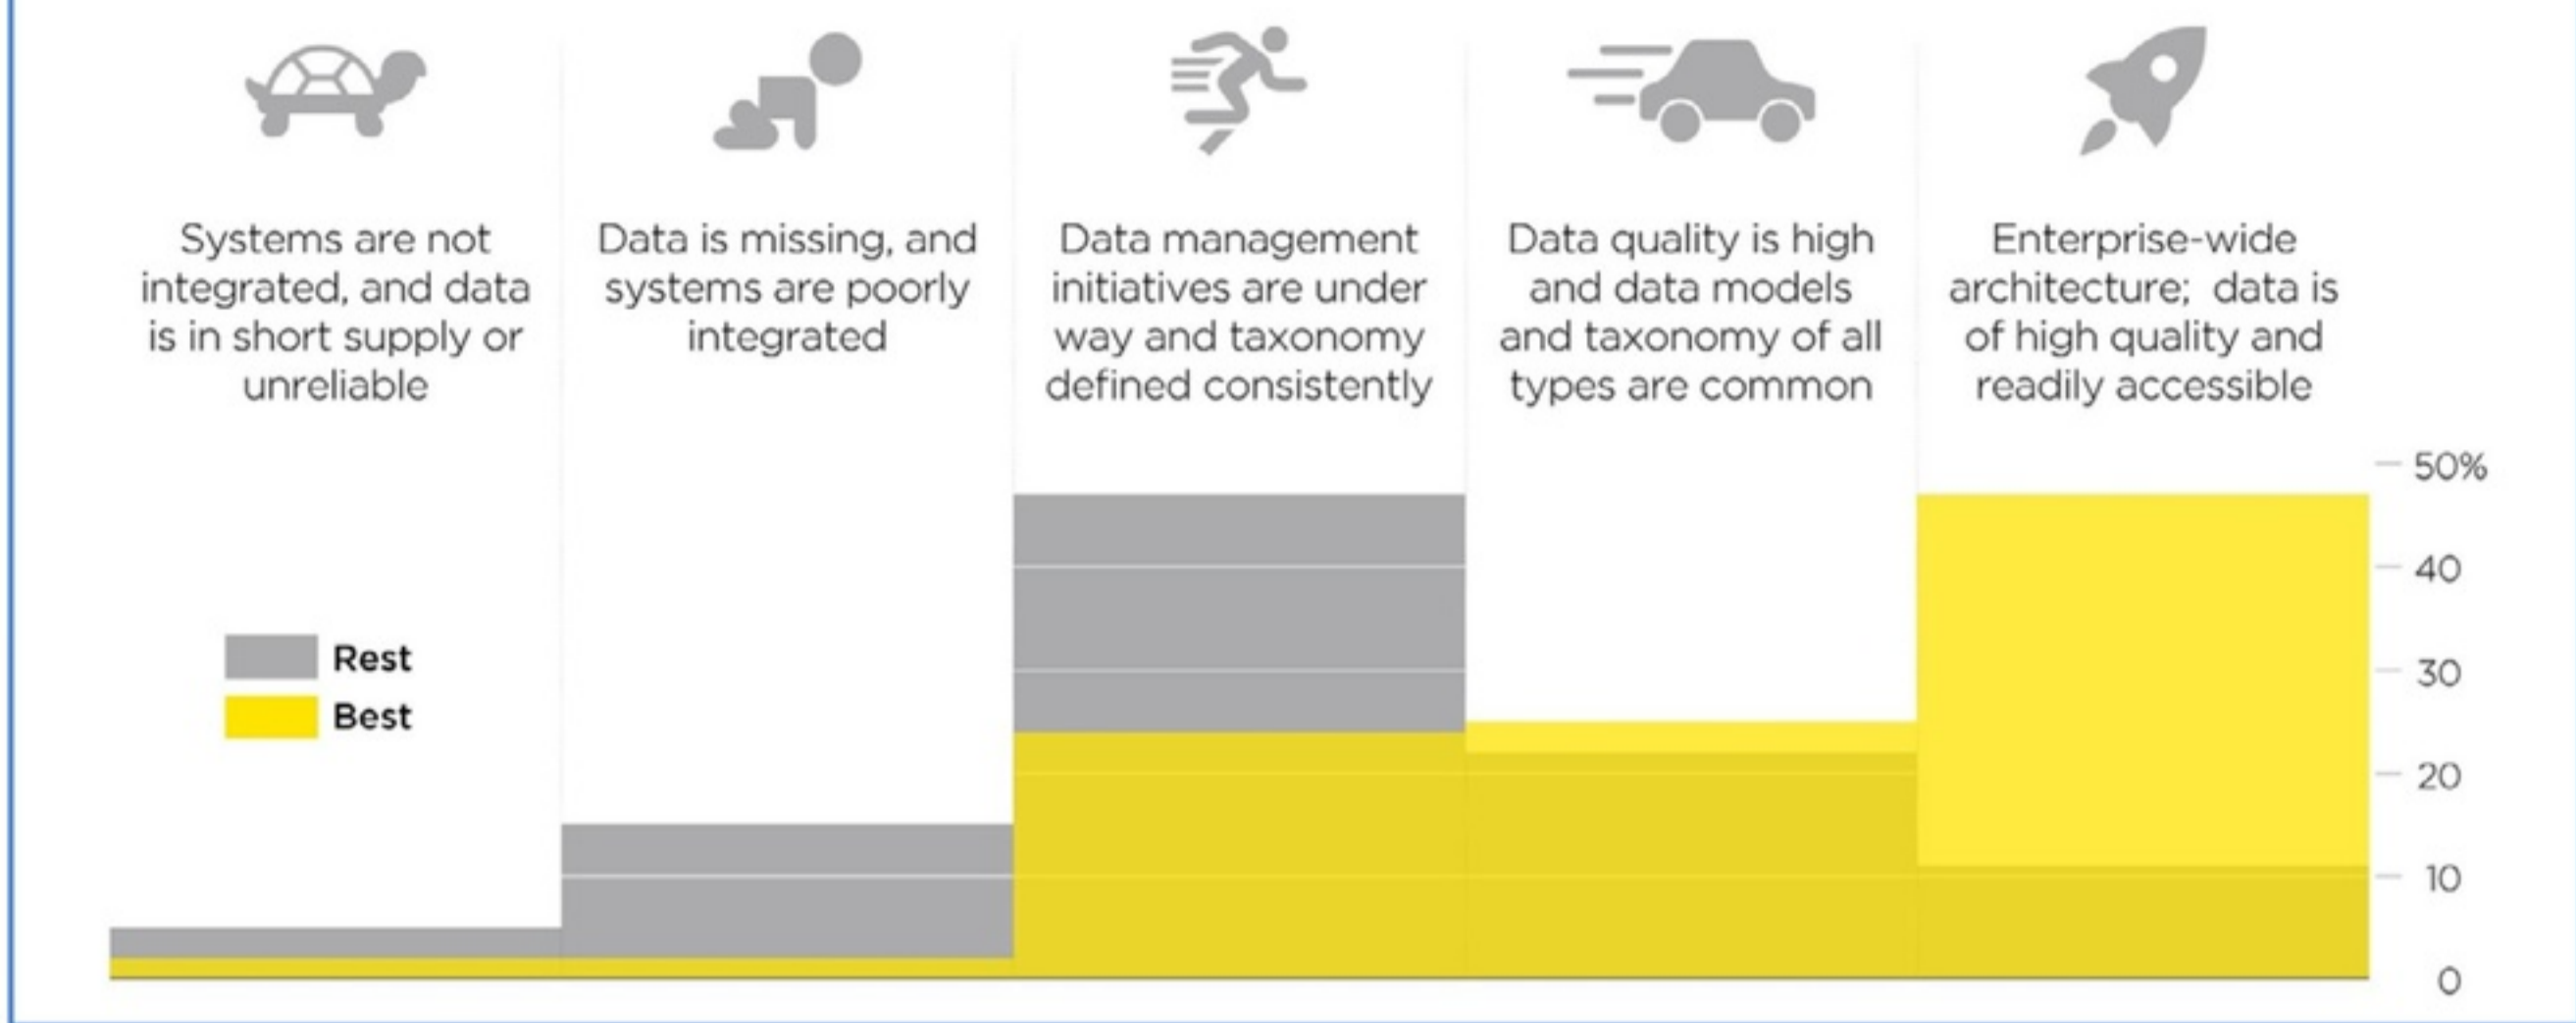 Systems are not
integrated, and data
is in short supply or
unreliable
Data is missing, and
systems are poorly
integrated
Data management
initiatives are under
way and taxonomy
defined consistently
Data quality is high
and data models
and taxonomy of all
types are common
Enterprise-wide
architecture; data is
of high quality and
readily accessible
Rest
Best
50%
40
30
20
10
0